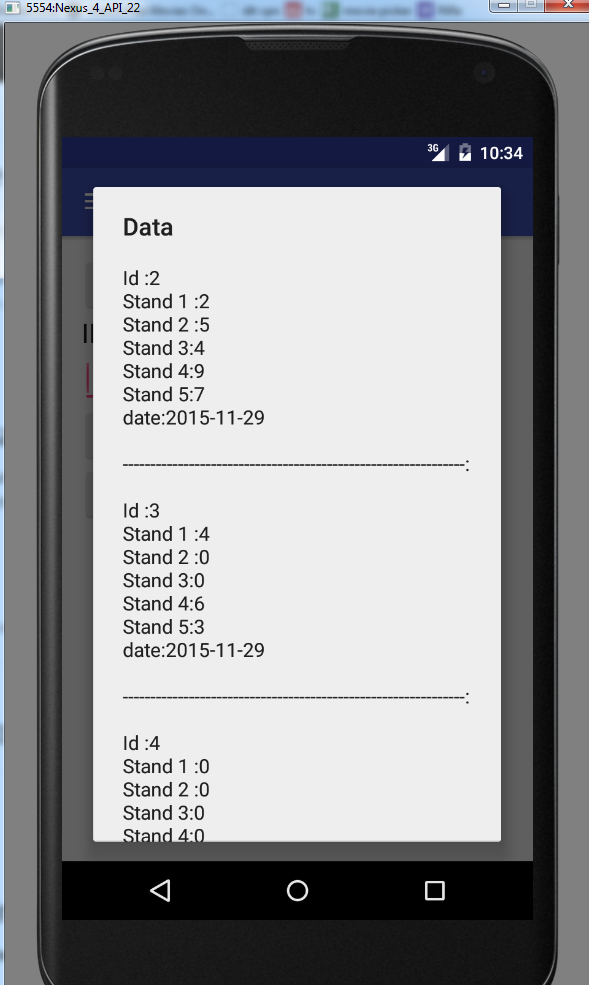 5554:Nexus_4_API_22
3G 10:34
Data
Id :2
Stand 1 :2
Stand 2 :5
Stand 3:4
Stand 4:9
Stand 5:7
date:2015-11-29
--------------------------------------------------------------:
Id :3
Stand 1 :4
Stand 2 :0
Stand 3:0
Stand 4:6
Stand 5:3
date:2015-11-29
--------------------------------------------------------------:
Id :4
Stand 1 :0
Stand 2 :0
Stand 3:0
Stand 4:0